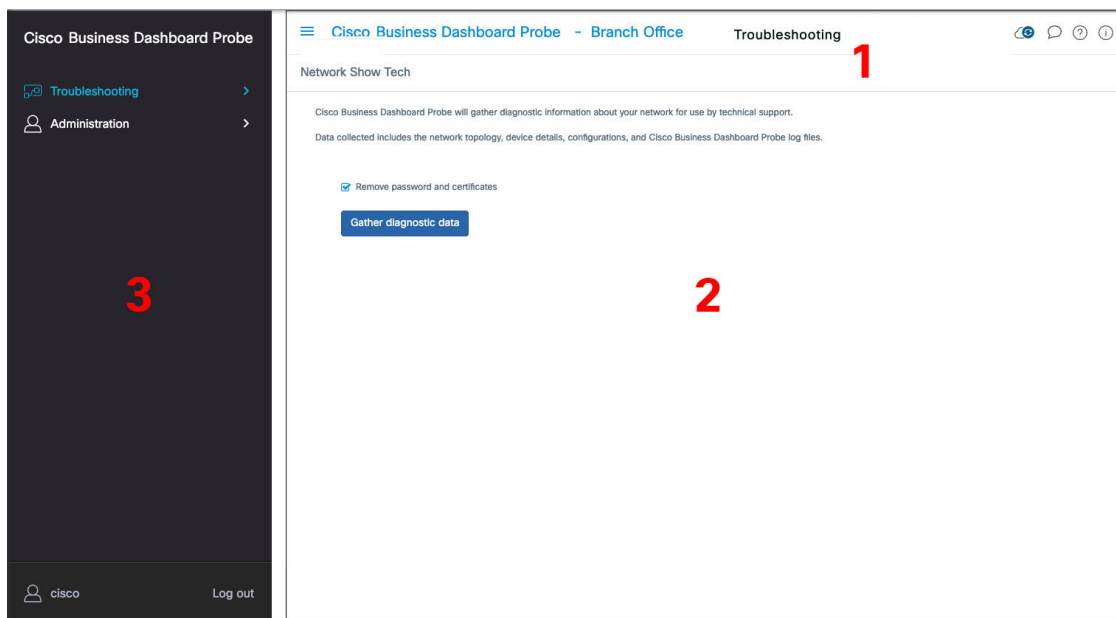 Cisco Business Dashboard Probe
Troubleshooting
Administration
3
cisco
Log out
Cisco Business Dashboard Probe - Branch Office
Troubleshooting
1
Network Show Tech
Cisco Business Dashboard Probe will gather diagnostic information about your network for use by technical support.
Data collected includes the network topology, device details, configurations, and Cisco Business Dashboard Probe log files.
Remove password and certificates
Gather diagnostic data
2